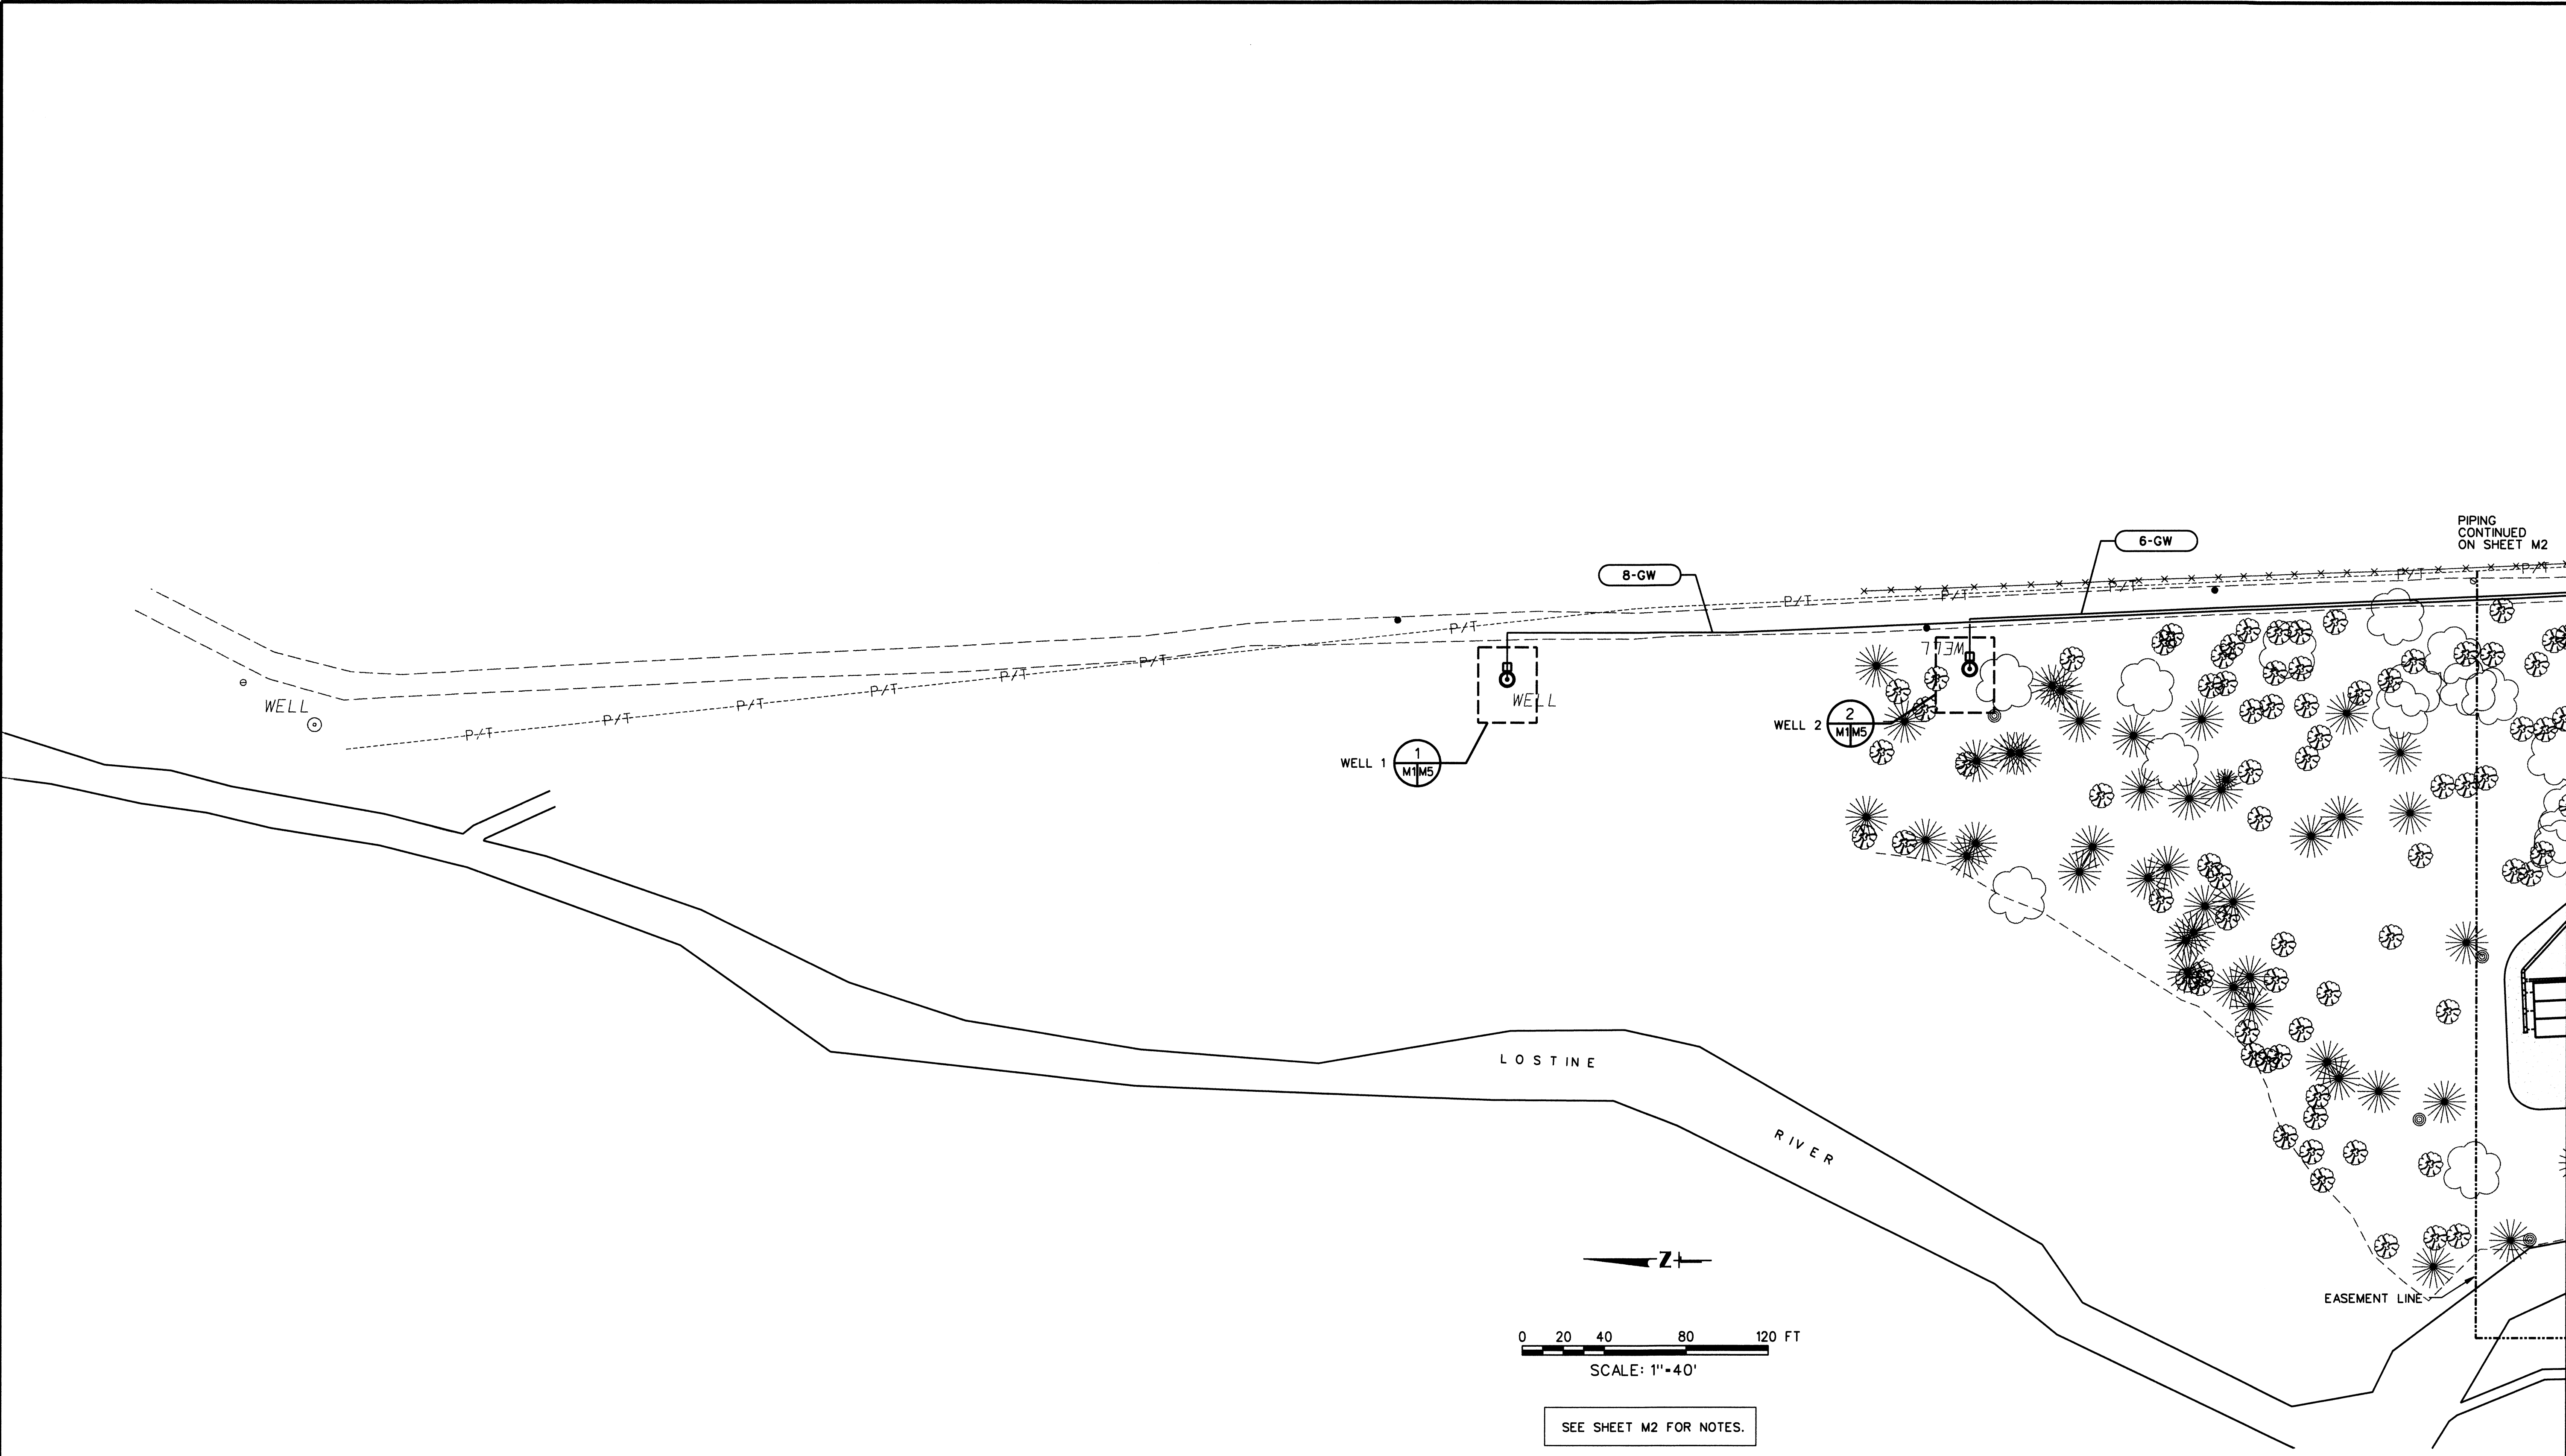 PIPING
CONTINUED
ON SHEET M2
6-GW
8-GW
P/T
P/T
P/T
P/T
P/T
P/T
P/T
P/T
P/T
P/T
P/T
P/T
WELL
WELL
WELL
WELL 1
1
M1 M5
WELL 2
2
M1 M5
LOSTINE
RIVER
Z
EASEMENT LINE
0 20 40 80 120 FT
SCALE: 1"=40'
SEE SHEET M2 FOR NOTES.